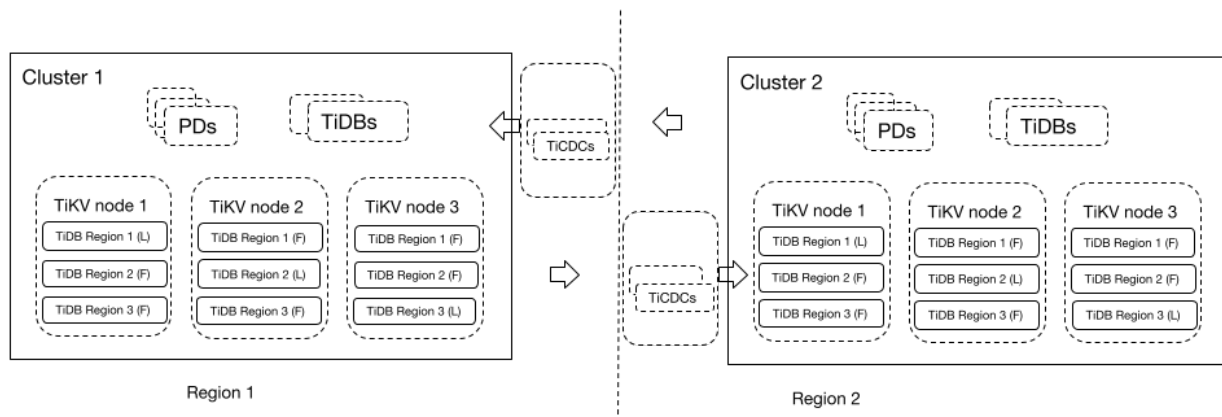 Cluster 1
PDs
TiDBs
TiKV node 1
TiDB Region 1 (L)
TiDB Region 2 (F)
TiDB Region 3 (F)
TiKV node 2
TiDB Region 1 (F)
TiDB Region 2 (L)
TiDB Region 3 (F)
TiKV node 3
TiDB Region 1 (F)
TiDB Region 2 (F)
TiDB Region 3 (L)
Region 1
TiCDCs
TiCDCs
Cluster 2
PDs
TiDBs
TiKV node 1
TiDB Region 1 (L)
TiDB Region 2 (F)
TiDB Region 3 (F)
TiKV node 2
TiDB Region 1 (F)
TiDB Region 2 (L)
TiDB Region 3 (F)
TiKV node 3
TiDB Region 1 (F)
TiDB Region 2 (F)
TiDB Region 3 (L)
Region 2